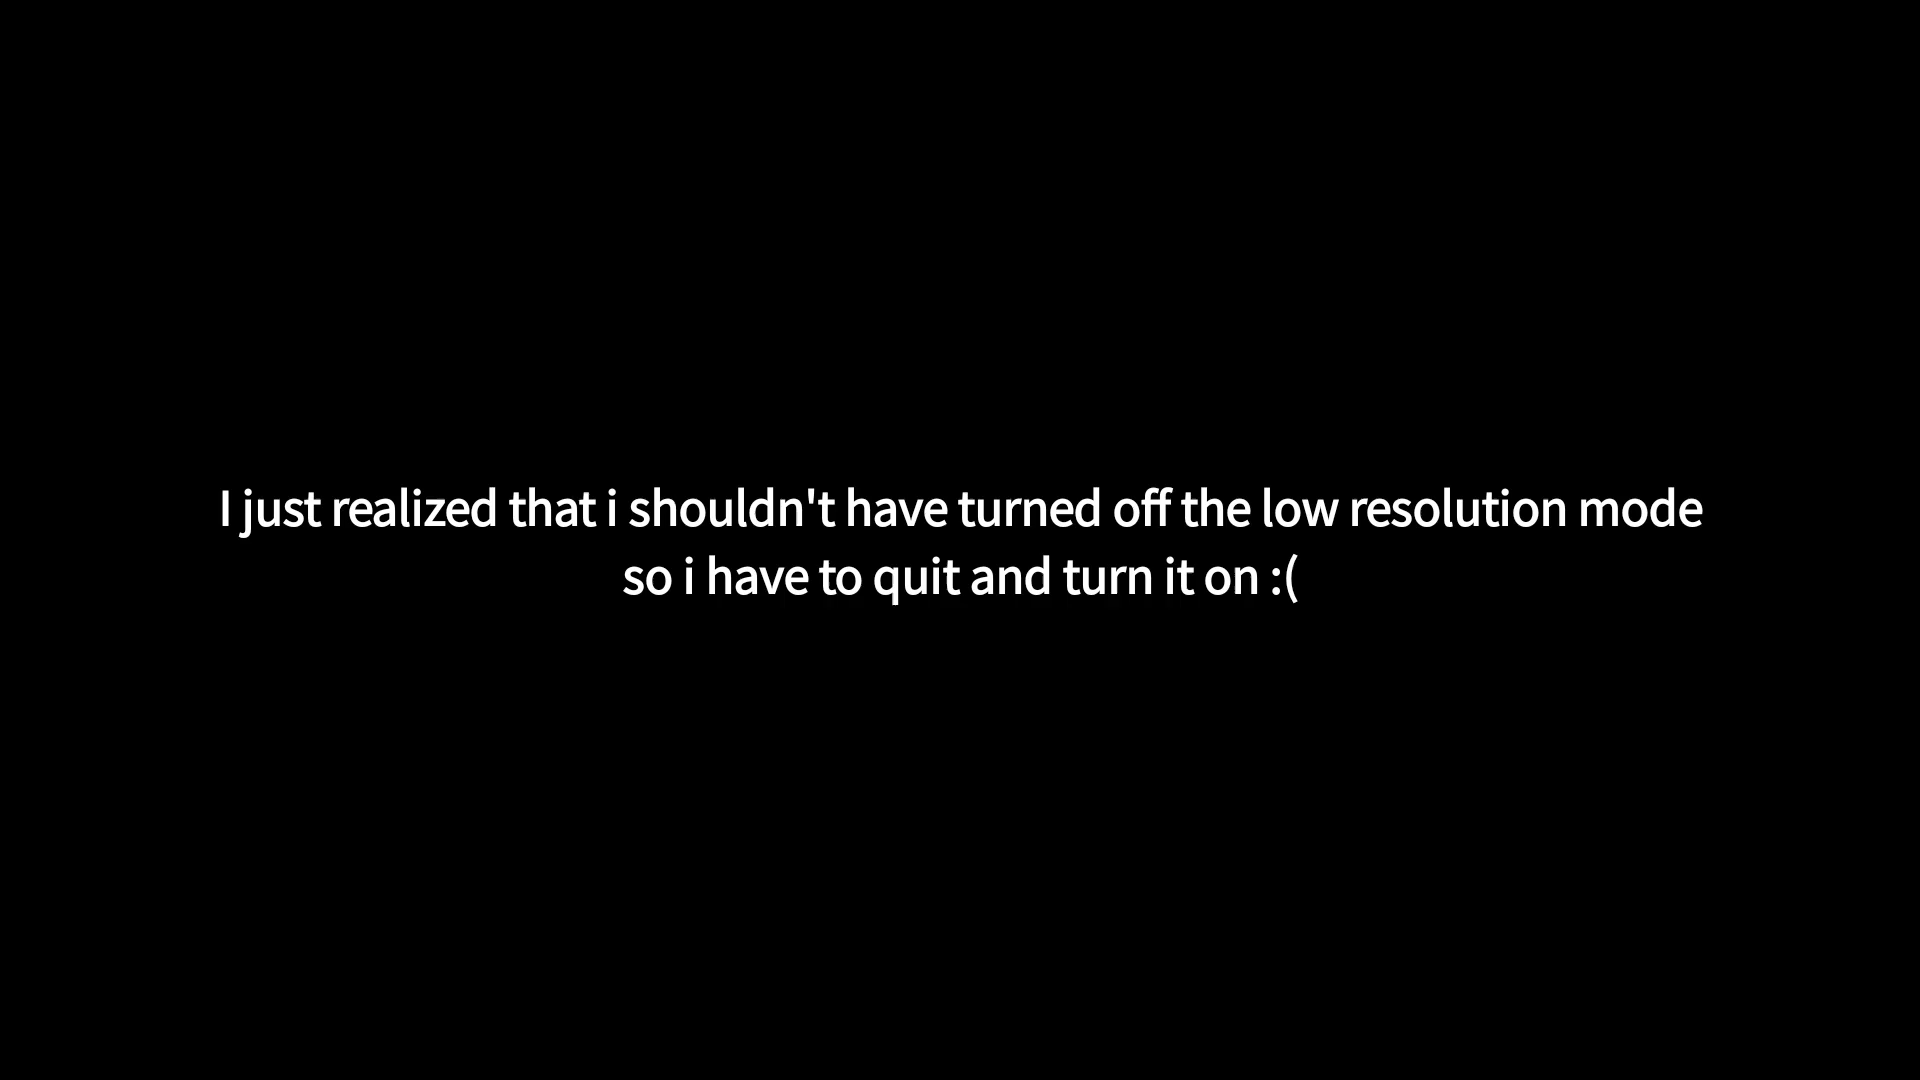 I just realized that i shouldn't have turned off the low resolution mode
so i have to quit and turn it on :(